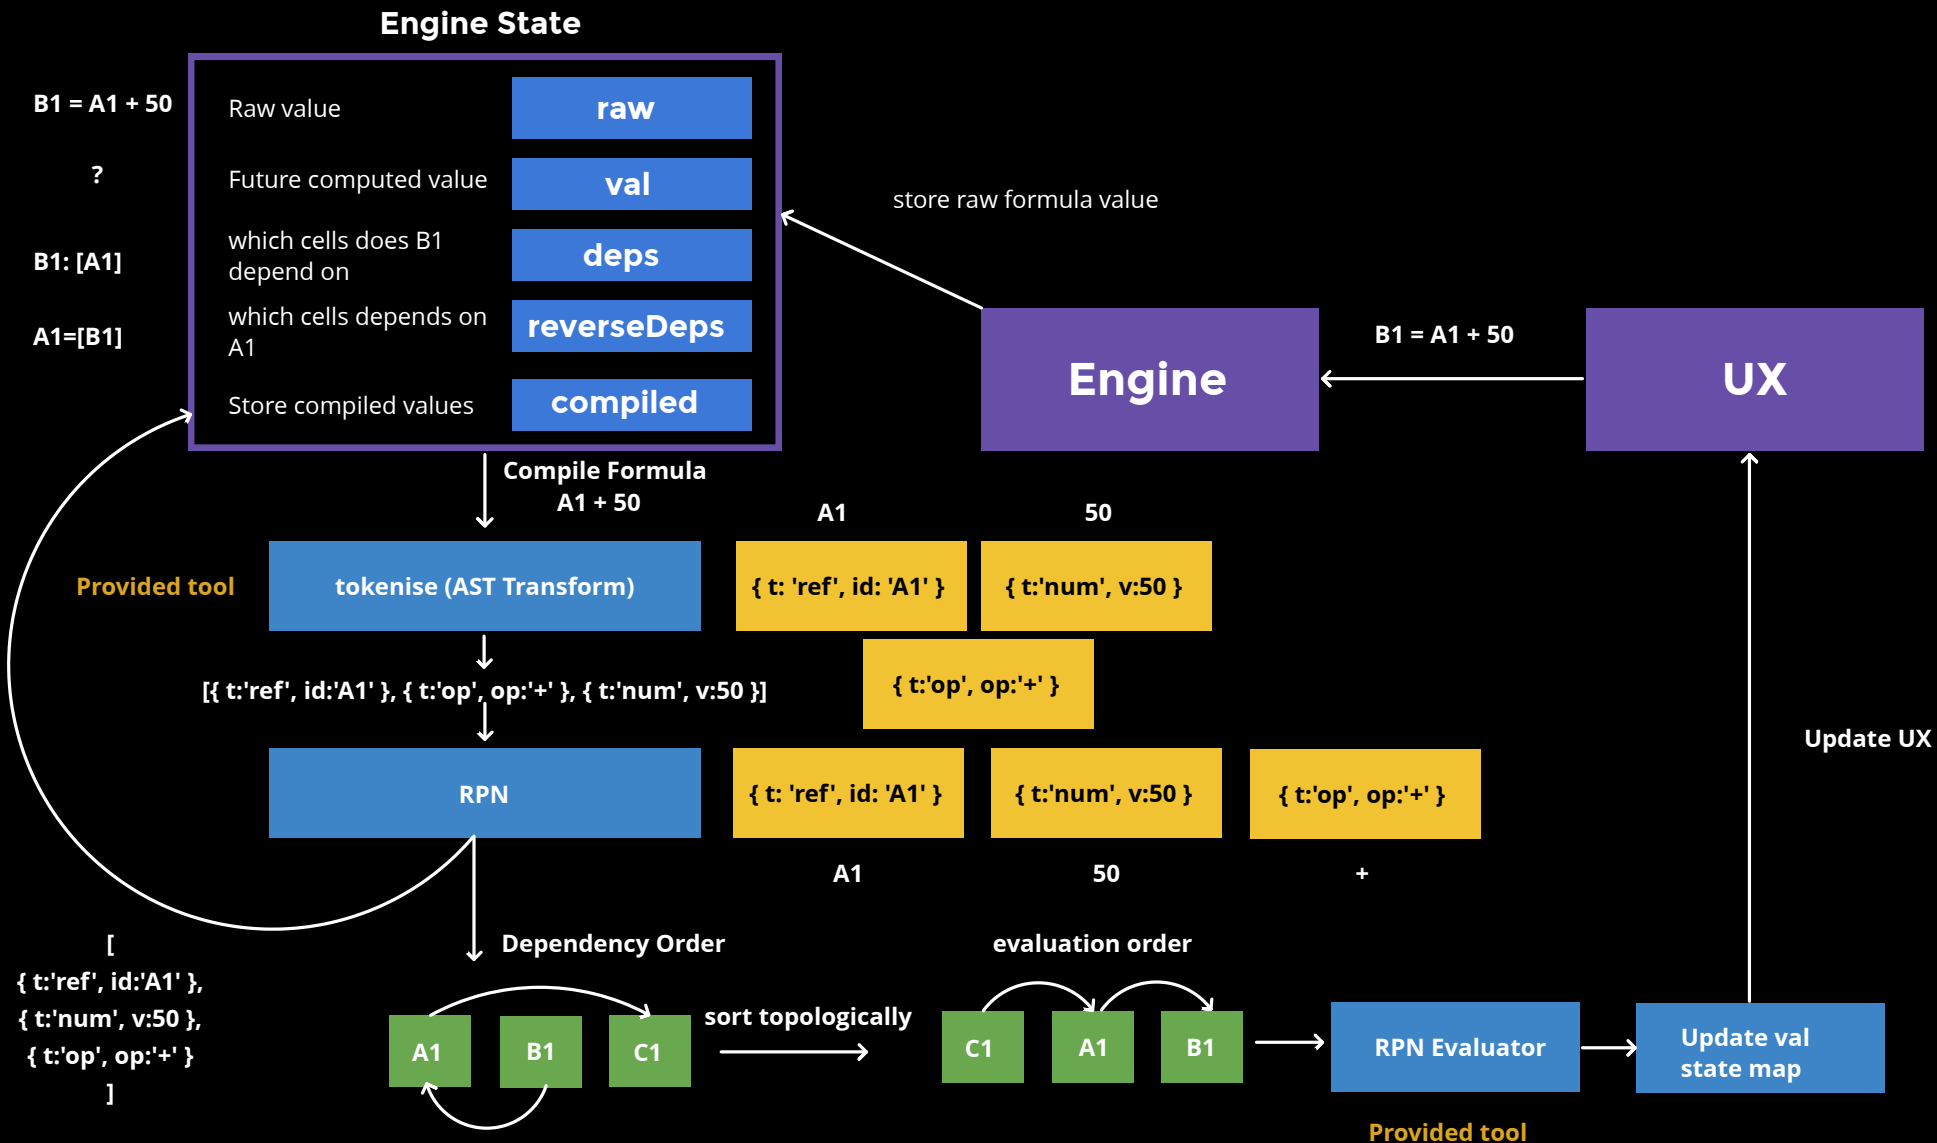 Engine State
B1 = A1 + 50
Raw value
raw
?
Future computed value
val
B1: [A1]
which cells does B1
depend on
deps
A1=[B1]
which cells depends on
A1
reverseDeps
Store compiled values
compiled
store raw formula value
Engine
B1 = A1 + 50
UX
Compile Formula
A1 + 50
A1
50
Provided tool
tokenise (AST Transform)
{ t: 'ref', id: 'A1' }
{ t:'num', v:50 }
[{ t:'ref', id:'A1' }, { t:'op', op:'+' }, { t:'num', v:50 }]
{ t:'op', op:'+' }
Update UX
RPN
{ t: 'ref', id: 'A1' }
{ t:'num', v:50 }
{ t:'op', op:'+' }
A1
50
+
[
{ t:'ref', id:'A1' },
{ t:'num', v:50 },
{ t:'op', op:'+' }
]
Dependency Order
A1
B1
C1
sort topologically
evaluation order
C1
A1
B1
RPN Evaluator
Update val
state map
Provided tool